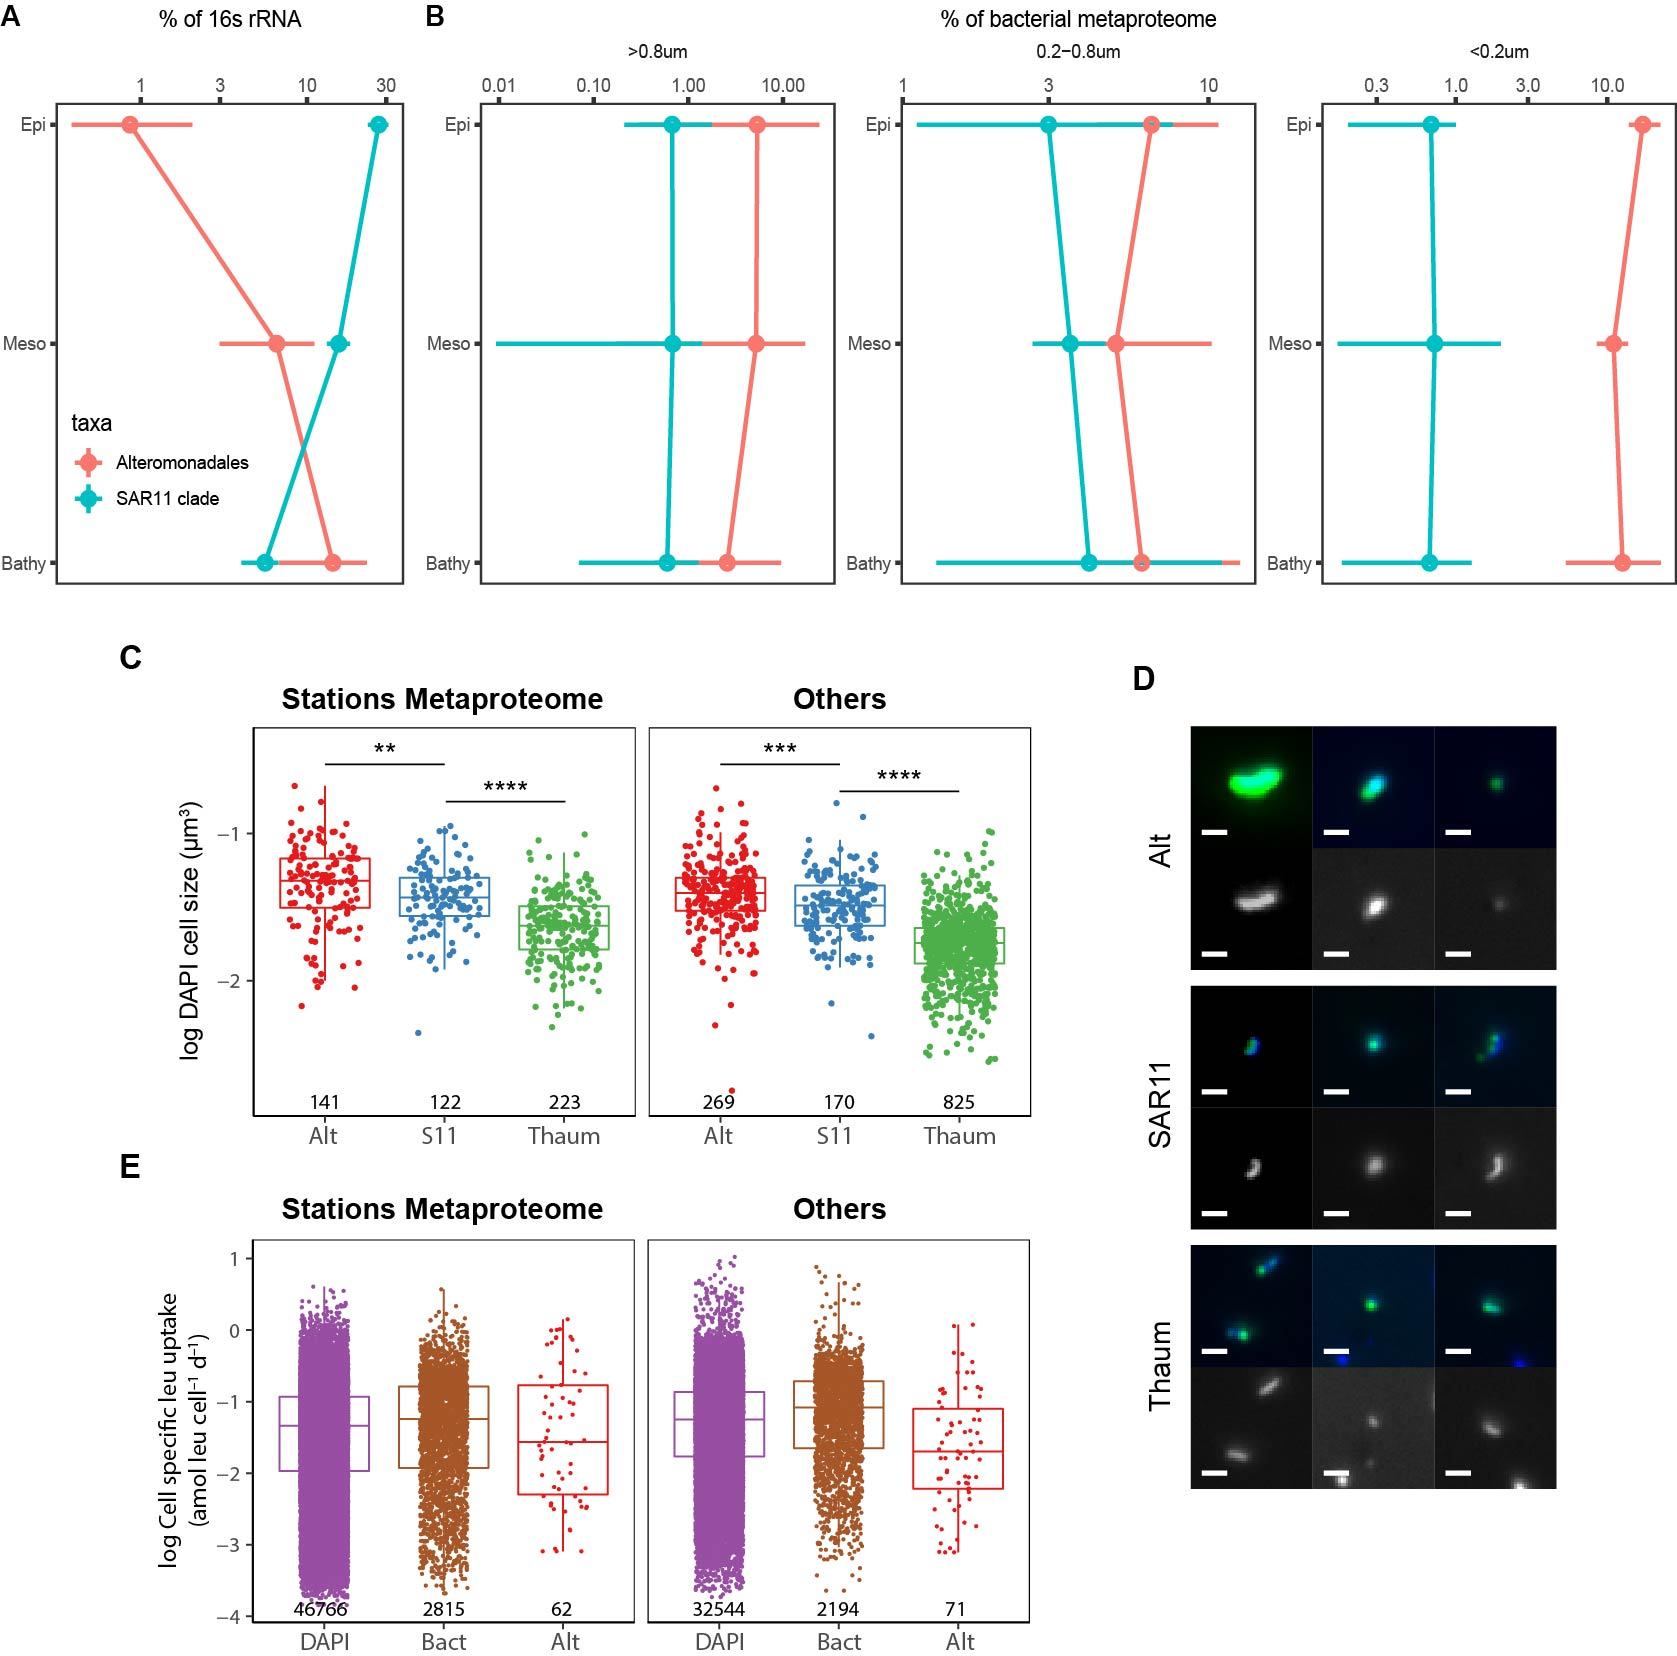 A
% of 16s rRNA
1 3 10 30
Epi
Meso
Bathy
taxa
Alteromonadales
SAR11 clade
B
% of bacterial metaproteome
>0.8um
0.01 0.10 1.00 10.00
Epi
Meso
Bathy
0.2−0.8um
1 3 10
Epi
Meso
Bathy
<0.2um
0.3 1.0 3.0 10.0
Epi
Meso
Bathy
C
Stations Metaproteome
Others
log DAPI cell size (µm³)
−1
−2
**
****
***
****
141 122 223
269 170 825
Alt S11 Thaum
Alt S11 Thaum
D
Alt
SAR11
Thaum
E
Stations Metaproteome
Others
log Cell specific leu uptake
(amol leu cell⁻¹ d⁻¹)
1
0
−1
−2
−3
−4
46766 2815 62
32544 2194 71
DAPI Bact Alt
DAPI Bact Alt